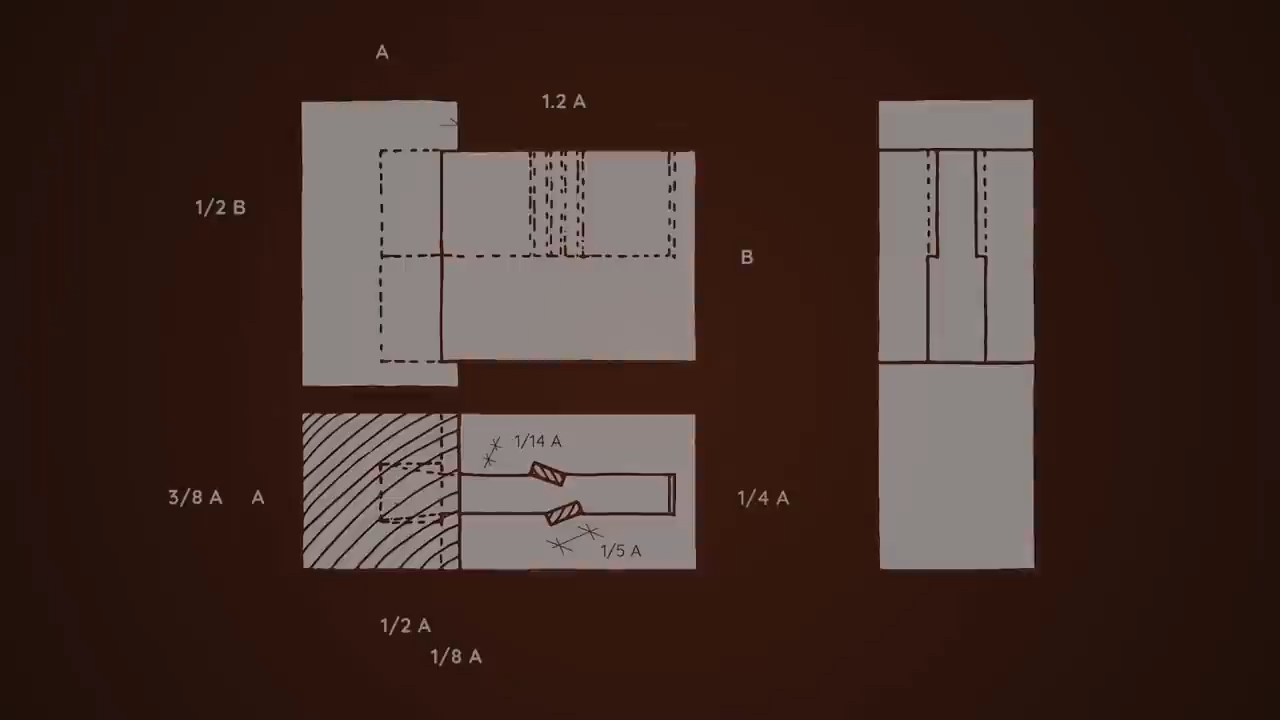 A
1.2 A
1/2 B
B
1/14 A
3/8 A
A
1/4 A
1/5 A
1/2 A
1/8 A